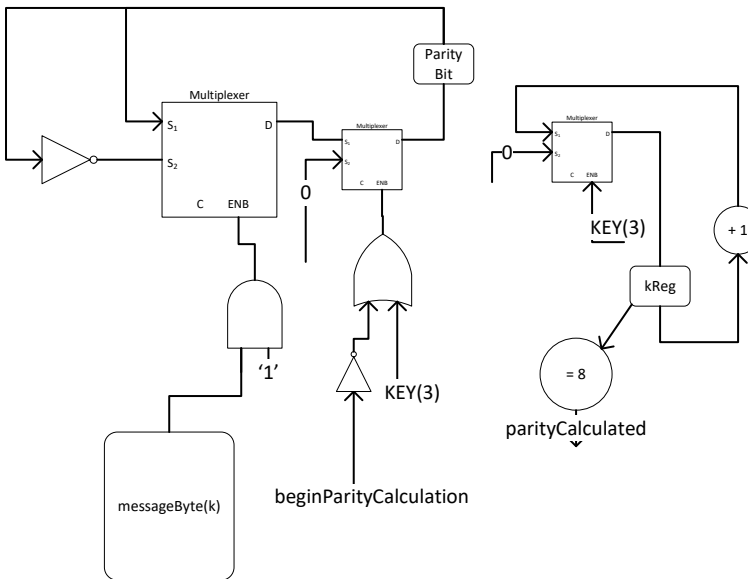 Parity
Bit
Multiplexer
S1
D
S2
C
ENB
Multiplexer
S1
D
S2
C
ENB
0
‘1’
KEY(3)
messageByte(k)
beginParityCalculation
Multiplexer
S1
D
S2
C
ENB
0
KEY(3)
+ 1
kReg
= 8
parityCalculated